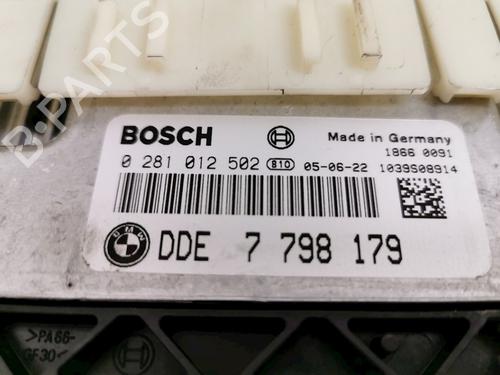 B-PARTS
BOSCH
Made in Germany
1866 0091
0 281 012 502 810 05-06-22 1039S08914
BMW
DDE 7 798 179
>PA66-
GF30<